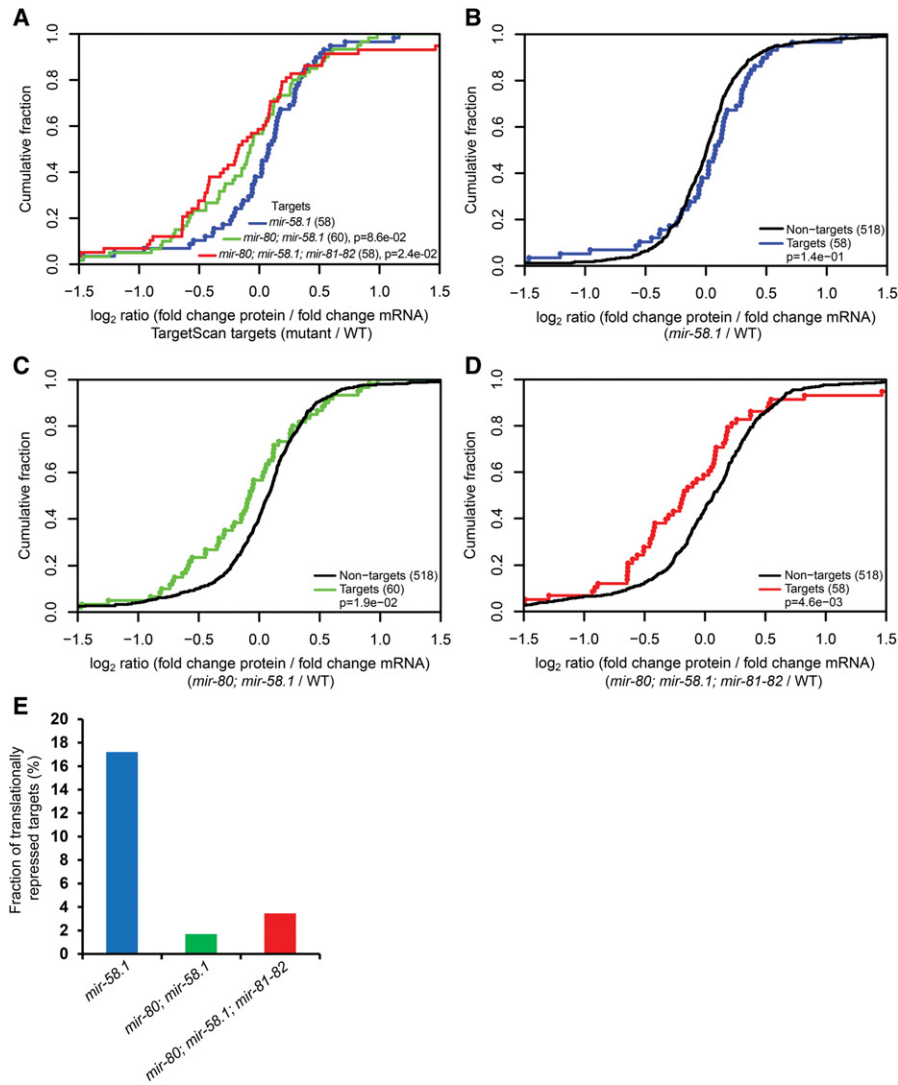 A
1.0
0.8
0.6
0.4
0.2
0.0
Cumulative fraction
Targets
mir-58.1 (58)
mir-80; mir-58.1 (60), p=8.6e-02
mir-80; mir-58.1; mir-81-82 (58), p=2.4e-02
−1.5 −1.0 −0.5 0.0 0.5 1.0 1.5
log2 ratio (fold change protein / fold change mRNA)
TargetScan targets (mutant / WT)
B
1.0
0.8
0.6
0.4
0.2
0.0
Cumulative fraction
Non−targets (518)
Targets (58)
p=1.4e−01
−1.5 −1.0 −0.5 0.0 0.5 1.0 1.5
log2 ratio (fold change protein / fold change mRNA)
(mir-58.1 / WT)
C
1.0
0.8
0.6
0.4
0.2
0.0
Cumulative fraction
Non−targets (518)
Targets (60)
p=1.9e−02
−1.5 −1.0 −0.5 0.0 0.5 1.0 1.5
log2 ratio (fold change protein / fold change mRNA)
(mir-80; mir-58.1 / WT)
D
1.0
0.8
0.6
0.4
0.2
0.0
Cumulative fraction
Non−targets (518)
Targets (58)
p=4.6e−03
−1.5 −1.0 −0.5 0.0 0.5 1.0 1.5
log2 ratio (fold change protein / fold change mRNA)
(mir-80; mir-58.1; mir-81-82 / WT)
E
20
18
16
14
12
10
8
6
4
2
0
Fraction of translationally
repressed targets (%)
mir-58.1
mir-80; mir-58.1
mir-80; mir-58.1; mir-81-82